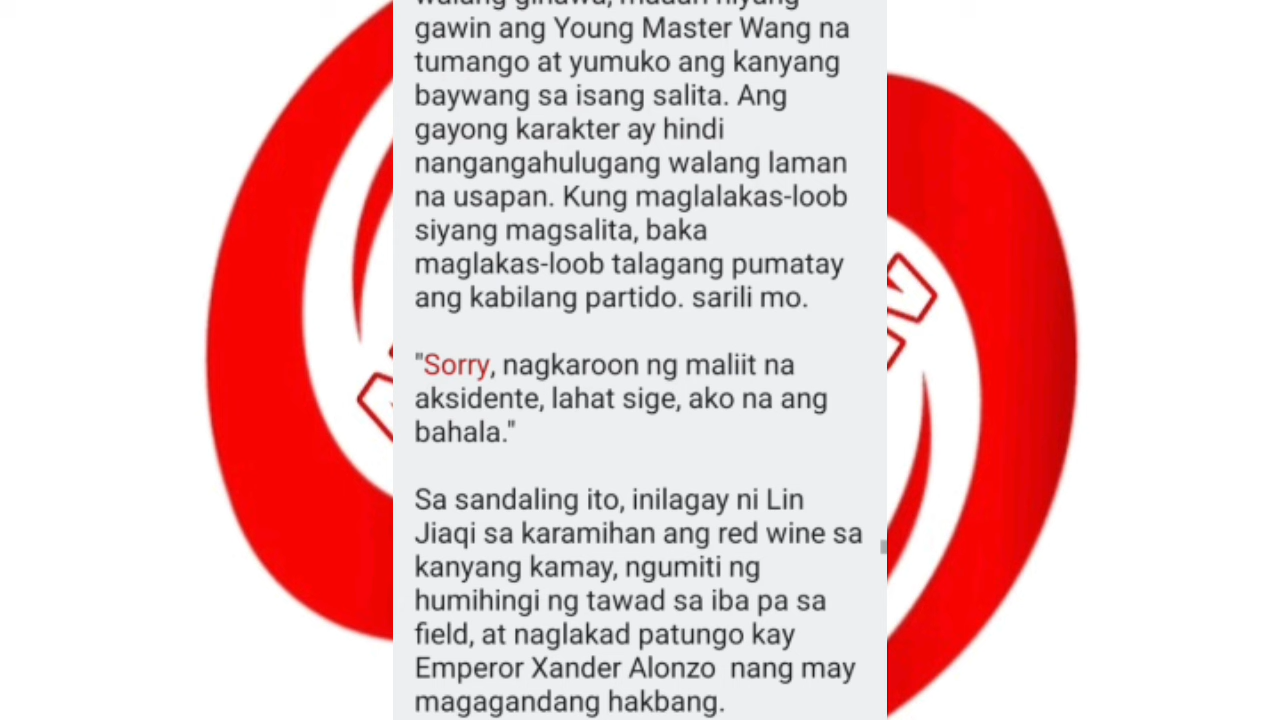 gawin ang Young Master Wang na
tumango at yumuko ang kanyang
baywang sa isang salita. Ang
gayong karakter ay hindi
nangangahulugang walang laman
na usapan. Kung maglalakas-loob
siyang magsalita, baka
maglakas-loob talagang pumatay
ang kabilang partido. sarili mo.
"Sorry, nagkaroon ng maliit na
aksidente, lahat sige, ako na ang
bahala."
Sa sandaling ito, inilagay ni Lin
Jiaqi sa karamihan ang red wine sa
kanyang kamay, ngumiti ng
humihingi ng tawad sa iba pa sa
field, at naglakad patungo kay
Emperor Xander Alonzo nang may
magagandang hakbang.